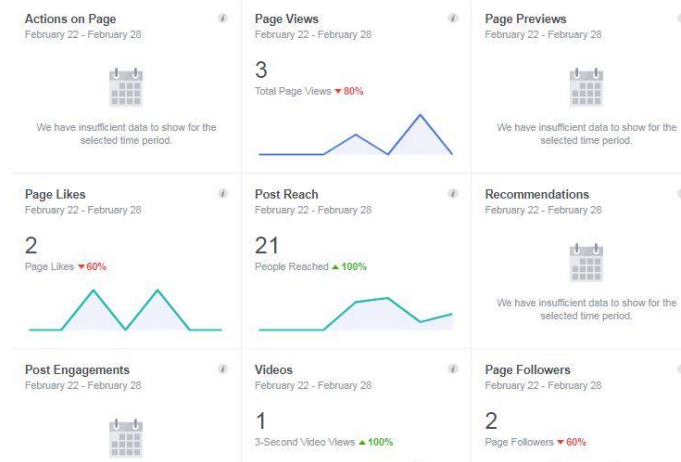 Actions on Page
February 22 - February 28
We have insufficient data to show for the
selected time period.
Page Views
February 22 - February 28
3
Total Page Views ▼80%
Page Previews
February 22 - February 28
We have insufficient data to show for the
selected time period.
Page Likes
February 22 - February 28
2
Page Likes ▼60%
Post Reach
February 22 - February 28
21
People Reached ▲100%
Recommendations
February 22 - February 28
We have insufficient data to show for the
selected time period.
Post Engagements
February 22 - February 28
Videos
February 22 - February 28
1
3-Second Video Views ▲100%
Page Followers
February 22 - February 28
2
Page Followers ▼60%